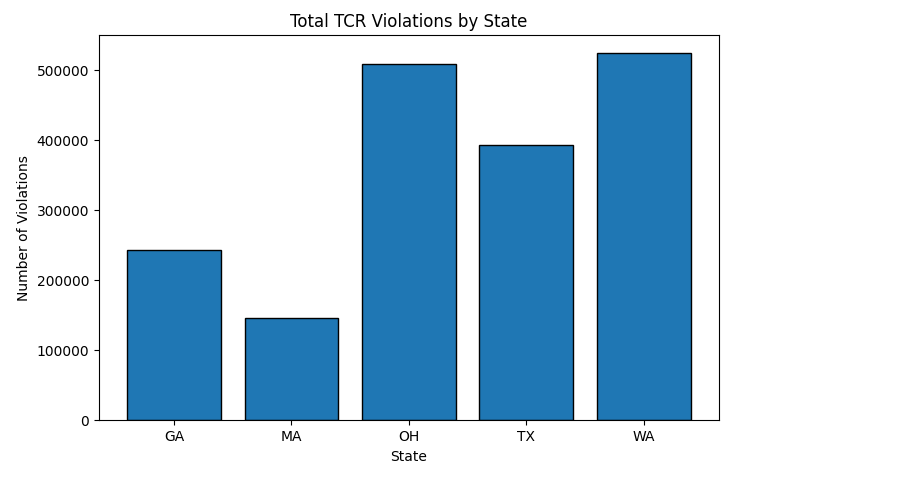 Total TCR Violations by State
Number of Violations
500000
400000
300000
200000
100000
0
GA MA OH TX WA
State